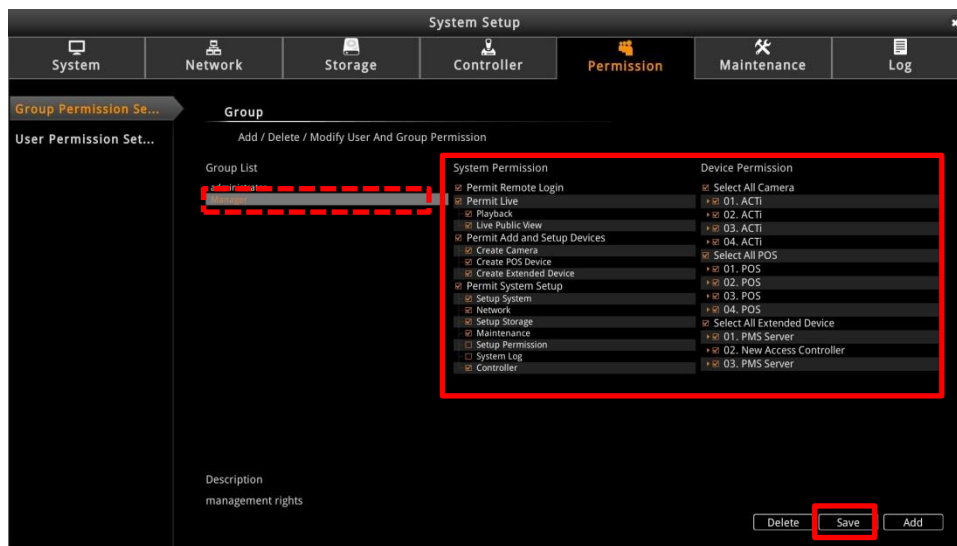 System Setup
System Network Storage Controller Permission Maintenance Log
Group Permission Se...
User Permission Set...
Group
Add / Delete / Modify User And Group Permission
Group List
administrator
Manager
System Permission
Permit Remote Login
Permit Live
Playback
Live Public View
Permit Add and Setup Devices
Create Camera
Create POS Device
Create Extended Device
Permit System Setup
Setup System
Network
Setup Storage
Maintenance
Setup Permission
System Log
Controller
Device Permission
Select All Camera
01. ACTi
02. ACTi
03. ACTi
04. ACTi
Select All POS
01. POS
02. POS
03. POS
04. POS
Select All Extended Device
01. PMS Server
02. New Access Controller
03. PMS Server
Description
management rights
Delete Save Add